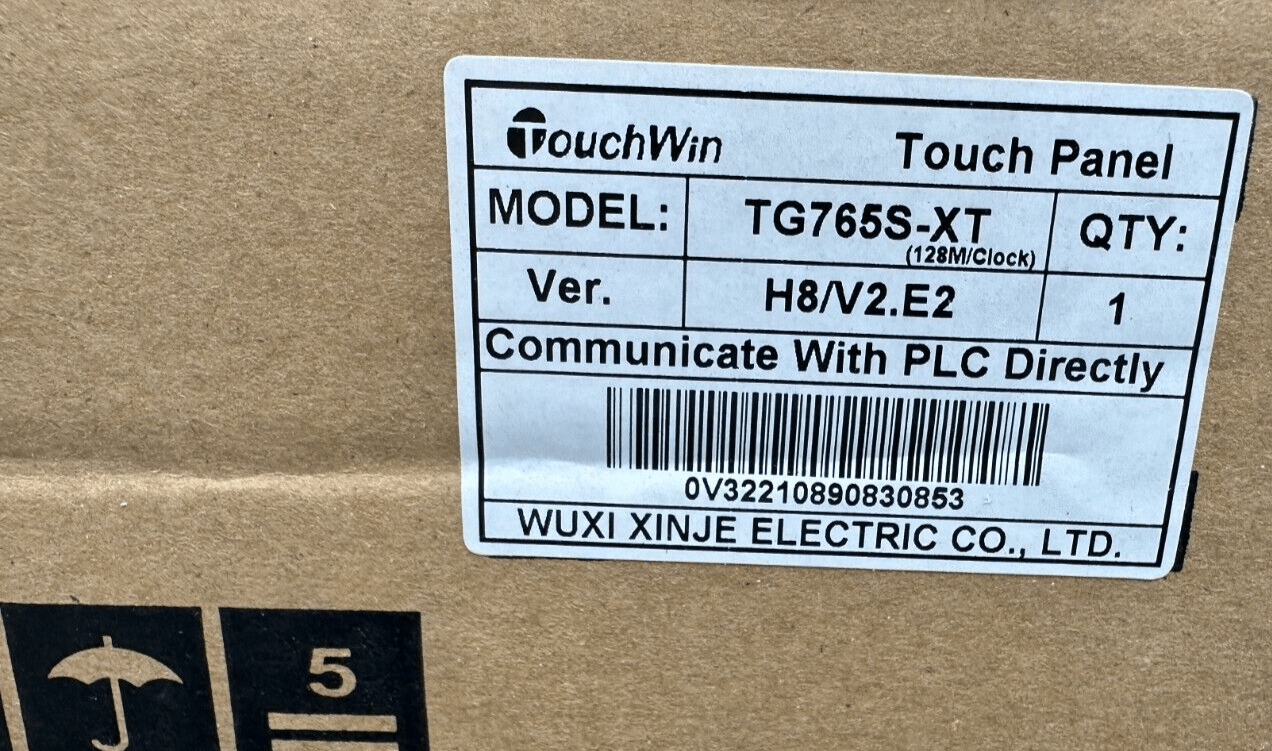 TouchWin Touch Panel
MODEL: TG765S-XT QTY:
(128M/Clock)
Ver. H8/V2.E2 1
Communicate With PLC Directly
0V32210890830853
WUXI XINJE ELECTRIC CO., LTD.
5